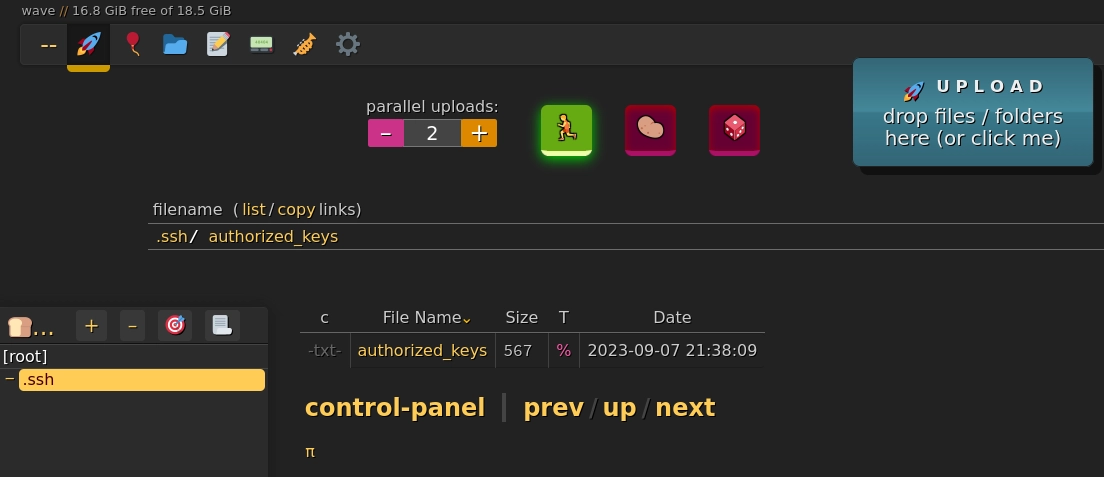 wave // 16.8 GiB free of 18.5 GiB
--
UPLOAD
drop files / folders
here (or click me)
parallel uploads:
– 2 +
filename (list/copy links)
.ssh/ authorized_keys
... + –
c File Name⌄ Size T Date
-txt- authorized_keys 567 % 2023-09-07 21:38:09
[root]
– .ssh
control-panel | prev / up / next
π